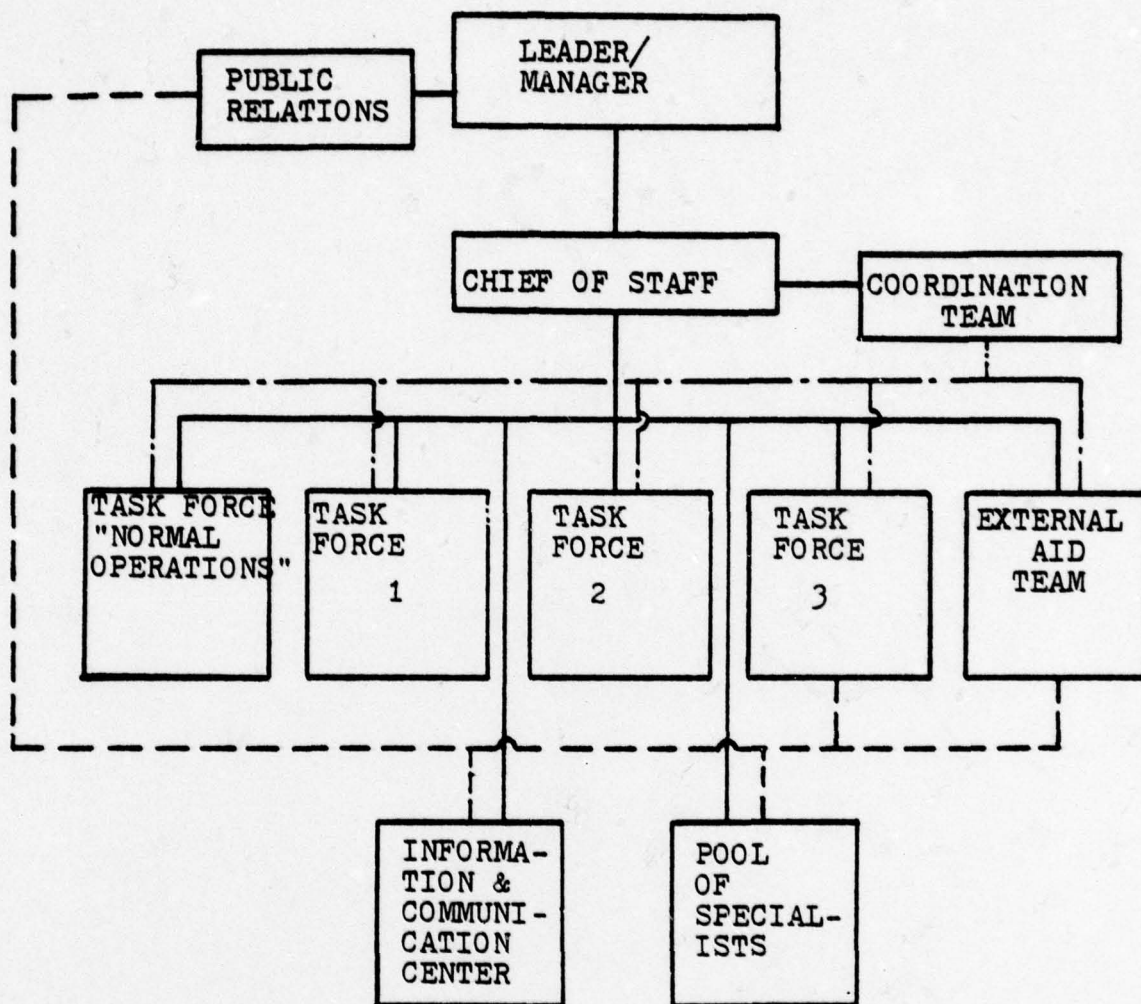 LEADER/
MANAGER
PUBLIC
RELATIONS
CHIEF OF STAFF
COORDINATION
TEAM
TASK FORCE
"NORMAL
OPERATIONS"
TASK
FORCE
1
TASK
FORCE
2
TASK
FORCE
3
EXTERNAL
AID
TEAM
INFORMA-
TION &
COMMUNI-
CATION
CENTER
POOL
OF
SPECIAL-
ISTS